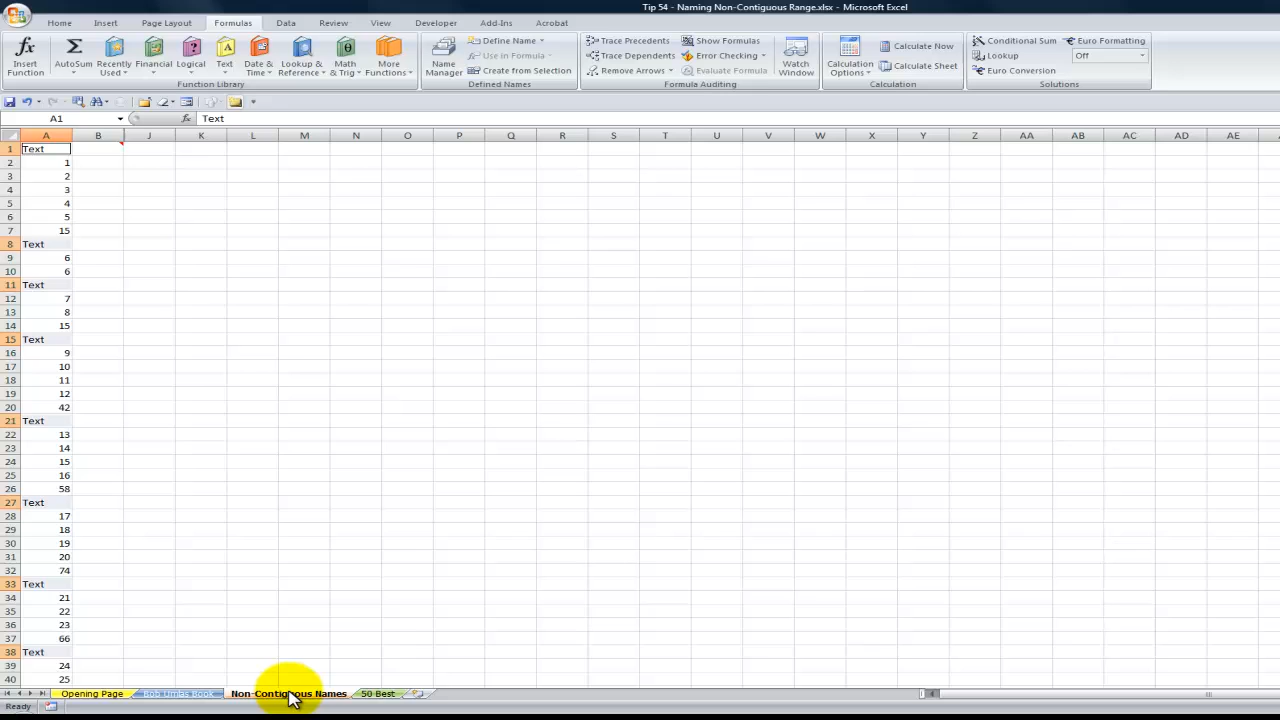 Tip 54 - Naming Non-Contiguous Range.xlsx - Microsoft Excel
Home Insert Page Layout Formulas Data Review View Developer Add-Ins Acrobat
Insert Function
AutoSum
Recently Used
Financial
Logical
Text
Date & Time
Lookup & Reference
Math & Trig
More Functions
Function Library
Name Manager
Define Name
Use in Formula
Create from Selection
Defined Names
Trace Precedents
Trace Dependents
Remove Arrows
Show Formulas
Error Checking
Evaluate Formula
Formula Auditing
Watch Window
Calculation Options
Calculate Now
Calculate Sheet
Calculation
Conditional Sum
Lookup
Euro Conversion
Euro Formatting
Off
Solutions
A1 fx Text
A B J K L M N O P Q R S T U V W X Y Z AA AB AC AD AE
1 Text
2 1
3 2
4 3
5 4
6 5
7 15
8 Text
9 6
10 6
11 Text
12 7
13 8
14 15
15 Text
16 9
17 10
18 11
19 12
20 42
21 Text
22 13
23 14
24 15
25 16
26 58
27 Text
28 17
29 18
30 19
31 20
32 74
33 Text
34 21
35 22
36 23
37 66
38 Text
39 24
40 25
Opening Page Bob Umlas Book Non-Contiguous Names 50 Best
Ready